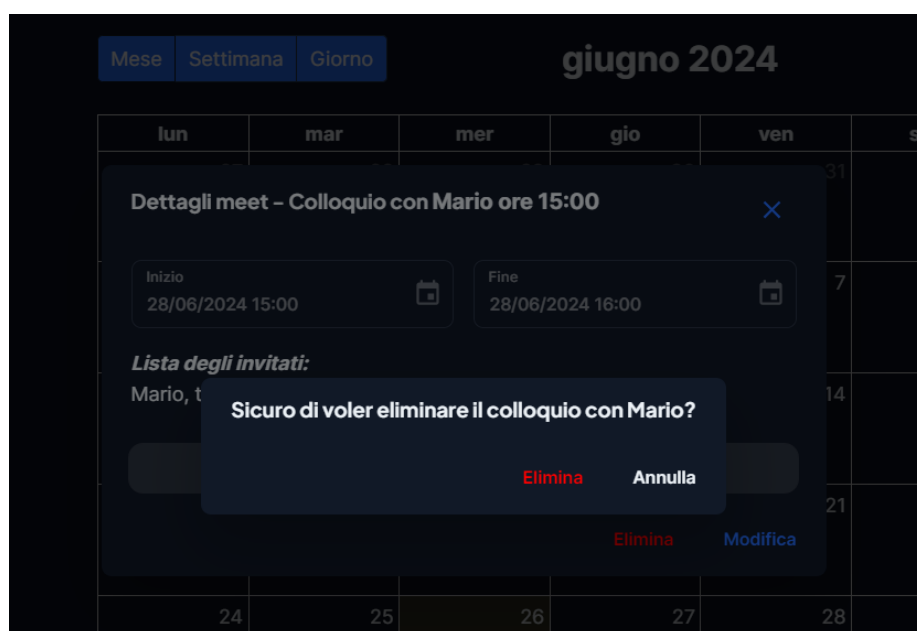 Mese Settimana Giorno giugno 2024
lun mar mer gio ven
31
Dettagli meet – Colloquio con Mario ore 15:00
7
Inizio Fine
28/06/2024 15:00 28/06/2024 16:00
Lista degli invitati:
Mario, t 14
Sicuro di voler eliminare il colloquio con Mario?
Elimina Annulla
21
Elimina Modifica
24 25 26 27 28